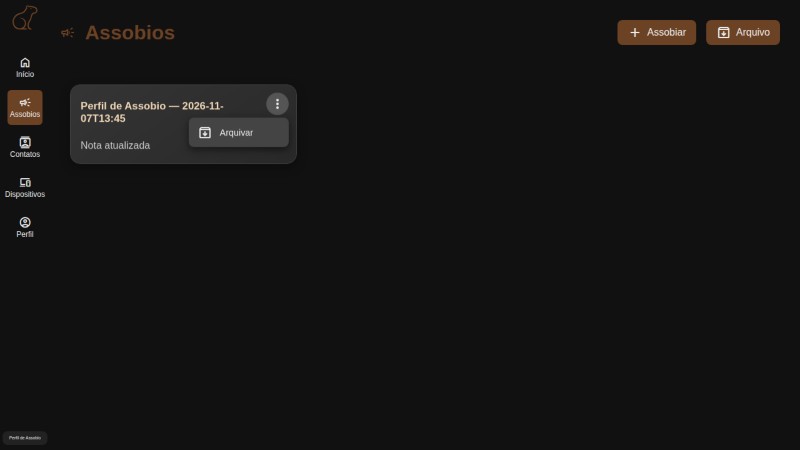 Assobios
Assobiar
Arquivo
Início
Assobios
Contatos
Dispositivos
Perfil
Perfil de Assobio — 2026-11-
07T13:45
Arquivar
Nota atualizada
Perfil de Assobio